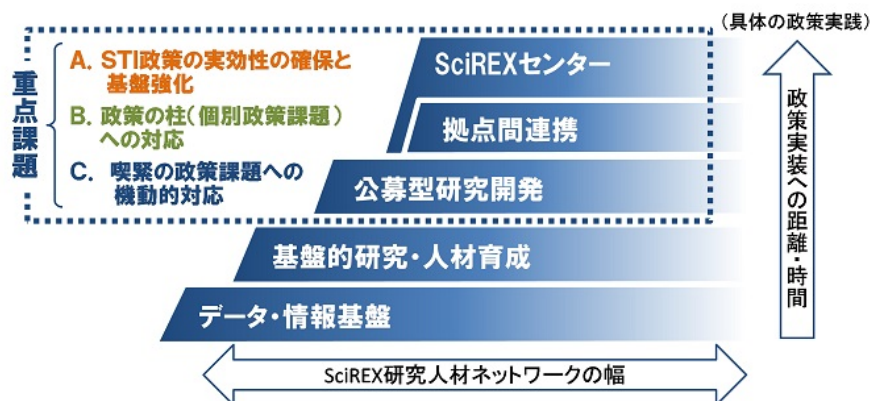 (具体の政策実践)
重点課題
A. STI政策の実効性の確保と
基盤強化
B. 政策の柱(個別政策課題)
への対応
C. 喫緊の政策課題への
機動的対応
SciREXセンター
拠点間連携
公募型研究開発
基盤的研究・人材育成
データ・情報基盤
政策実装への距離・時間
SciREX研究人材ネットワークの幅